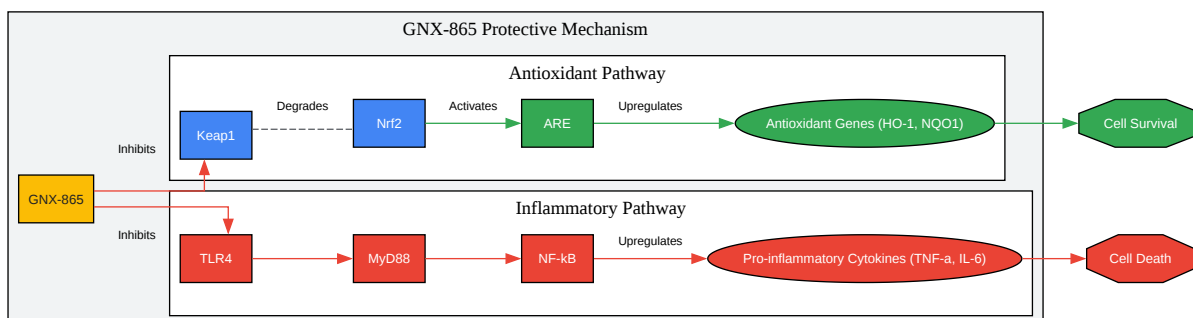 GNX-865 Protective Mechanism
Antioxidant Pathway
Degrades
Activates
Upregulates
Keap1
Nrf2
ARE
Antioxidant Genes (HO-1, NQO1)
Cell Survival
Inhibits
GNX-865
Inflammatory Pathway
Inhibits
Upregulates
TLR4
MyD88
NF-kB
Pro-inflammatory Cytokines (TNF-a, IL-6)
Cell Death